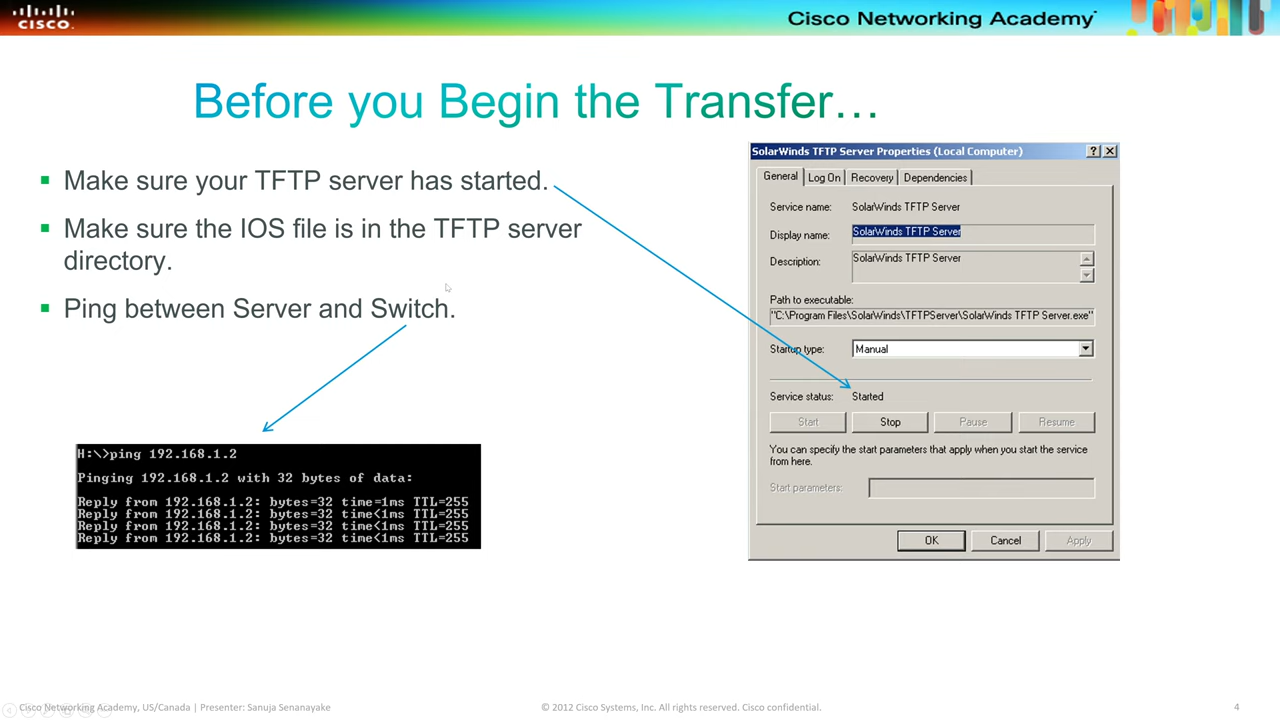 CISCO.
Cisco Networking Academy
Before you Begin the Transfer…
Make sure your TFTP server has started.
Make sure the IOS file is in the TFTP server
directory.
Ping between Server and Switch.
H:\>ping 192.168.1.2
Pinging 192.168.1.2 with 32 bytes of data:
Reply from 192.168.1.2: bytes=32 time=1ms TTL=255
Reply from 192.168.1.2: bytes=32 time<1ms TTL=255
Reply from 192.168.1.2: bytes=32 time<1ms TTL=255
Reply from 192.168.1.2: bytes=32 time<1ms TTL=255
SolarWinds TFTP Server Properties (Local Computer)
General Log On Recovery Dependencies
Service name: SolarWinds TFTP Server
Display name: SolarWinds TFTP Server
Description: SolarWinds TFTP Server
Path to executable:
"C:\Program Files\SolarWinds\TFTPServer\SolarWinds TFTP Server.exe"
Startup type: Manual
Service status: Started
Start Stop Pause Resume
You can specify the start parameters that apply when you start the service
from here.
Start parameters:
OK Cancel Apply
Cisco Networking Academy, US/Canada | Presenter: Sanuja Senanayake
© 2012 Cisco Systems, Inc. All rights reserved. Cisco confidential.
4